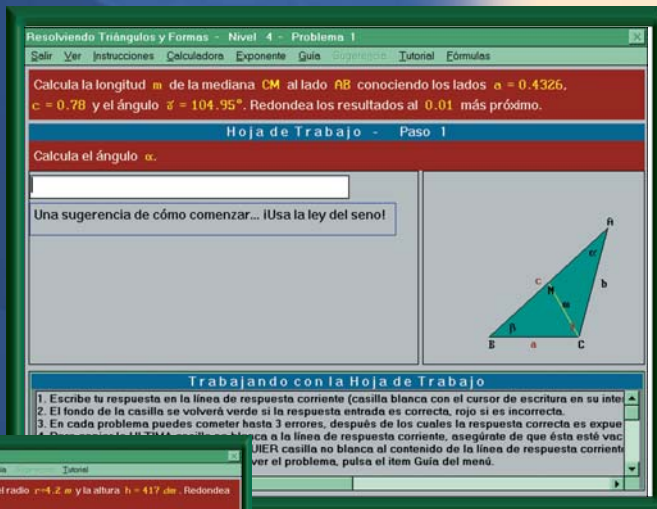 Resolviendo Triángulos y Formas - Nivel 4 - Problema 1
Salir Ver Instrucciones Calculadora Exponente Guía Sugerencia Tutorial Fórmulas
Calcula la longitud m de la mediana CM al lado AB conociendo los lados a = 0.4326,
c = 0.78 y el ángulo γ = 104.95°. Redondea los resultados al 0.01 más próximo.
Hoja de Trabajo - Paso 1
Calcula el ángulo α.
Una sugerencia de cómo comenzar... ¡Usa la ley del seno!
A
α
c
M
b
m
β
γ
B
a
C
Trabajando con la Hoja de Trabajo
1. Escribe tu respuesta en la línea de respuesta corriente (casilla blanca con el cursor de escritura en su inte
2. El fondo de la casilla se volverá verde si la respuesta entrada es correcta, rojo si es incorrecta.
3. En cada problema puedes cometer hasta 3 errores, después de los cuales la respuesta correcta es expue
ULTIMA casilla no blanca a la línea de respuesta corriente, asegúrate de que ésta esté vac
UIER casilla no blanca al contenido de la línea de respuesta corriente
ver el problema, pulsa el item Guía del menú.
ía Tutorial
el radio r=4.2 m y la altura h = 417 dm. Redondea